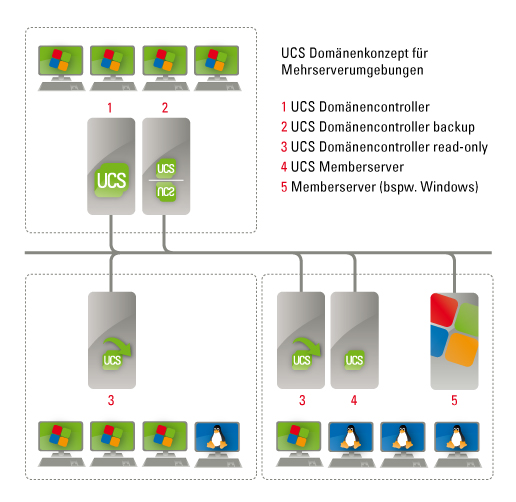 UCS Domänenkonzept für
Mehrserverumgebungen
1 UCS Domänencontroller
2 UCS Domänencontroller backup
3 UCS Domänencontroller read-only
4 UCS Memberserver
5 Memberserver (bspw. Windows)
1
2
UCS
UCS
UCS
UCS
UCS
UCS
3
3
4
5